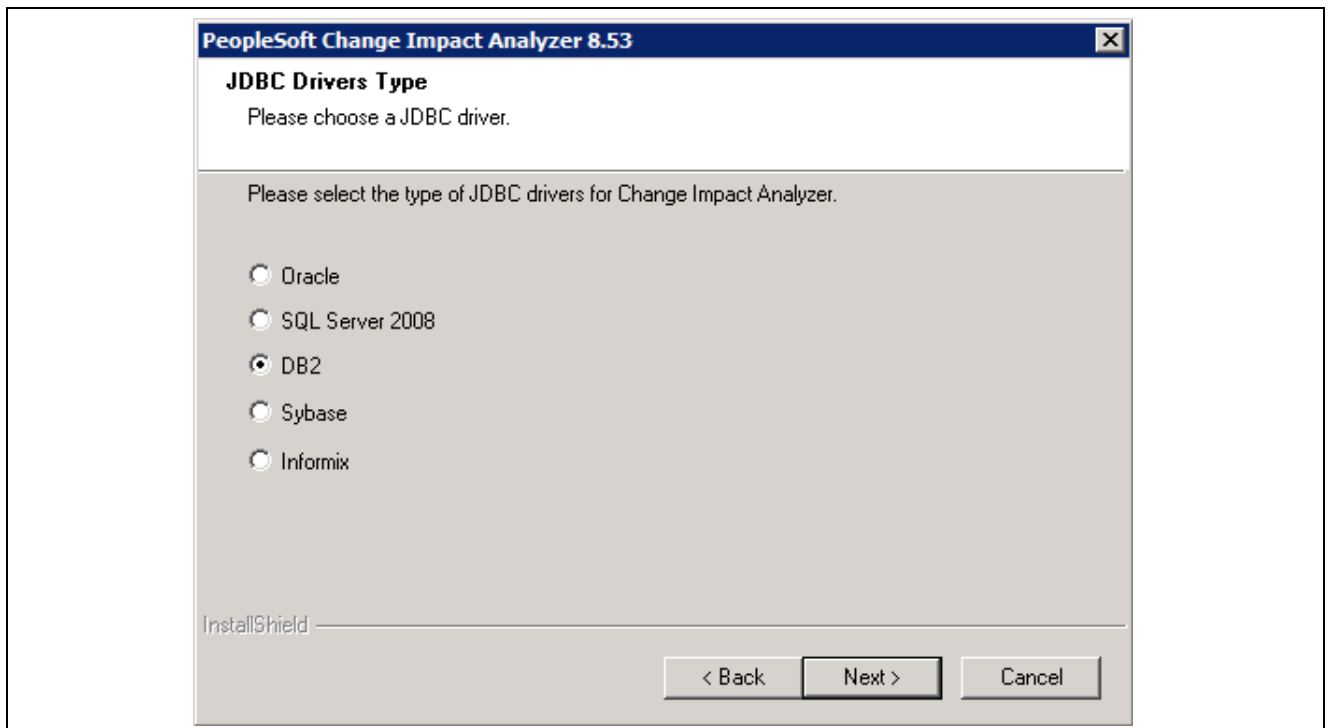 PeopleSoft Change Impact Analyzer 8.53
JDBC Drivers Type
Please choose a JDBC driver.
Please select the type of JDBC drivers for Change Impact Analyzer.
Oracle
SQL Server 2008
DB2
Sybase
Informix
InstallShield
< Back Next > Cancel